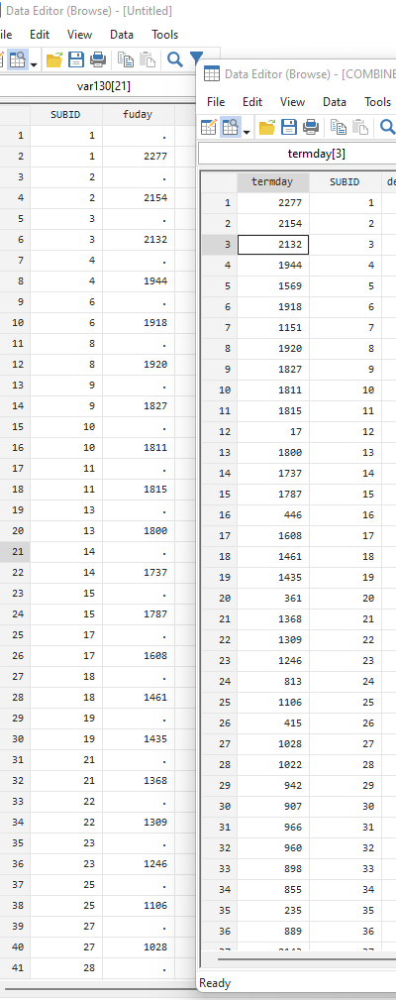 Data Editor (Browse) - [Untitled]
ile Edit View Data Tools
var130[21]
SUBID fuday
1 1 .
2 1 2277
3 2 .
4 2 2154
5 3 .
6 3 2132
7 4 .
8 4 1944
9 6 .
10 6 1918
11 8 .
12 8 1920
13 9 .
14 9 1827
15 10 .
16 10 1811
17 11 .
18 11 1815
19 13 .
20 13 1800
21 14 .
22 14 1737
23 15 .
24 15 1787
25 17 .
26 17 1608
27 18 .
28 18 1461
29 19 .
30 19 1435
31 21 .
32 21 1368
33 22 .
34 22 1309
35 23 .
36 23 1246
37 25 .
38 25 1106
39 27 .
40 27 1028
41 28 .
Data Editor (Browse) - [COMBINE
File Edit View Data Tools
termday[3]
termday SUBID de
1 2277 1
2 2154 2
3 2132 3
4 1944 4
5 1569 5
6 1918 6
7 1151 7
8 1920 8
9 1827 9
10 1811 10
11 1815 11
12 17 12
13 1800 13
14 1737 14
15 1787 15
16 446 16
17 1608 17
18 1461 18
19 1435 19
20 361 20
21 1368 21
22 1309 22
23 1246 23
24 813 24
25 1106 25
26 415 26
27 1028 27
28 1022 28
29 942 29
30 907 30
31 966 31
32 960 32
33 898 33
34 855 34
35 235 35
36 889 36
Ready